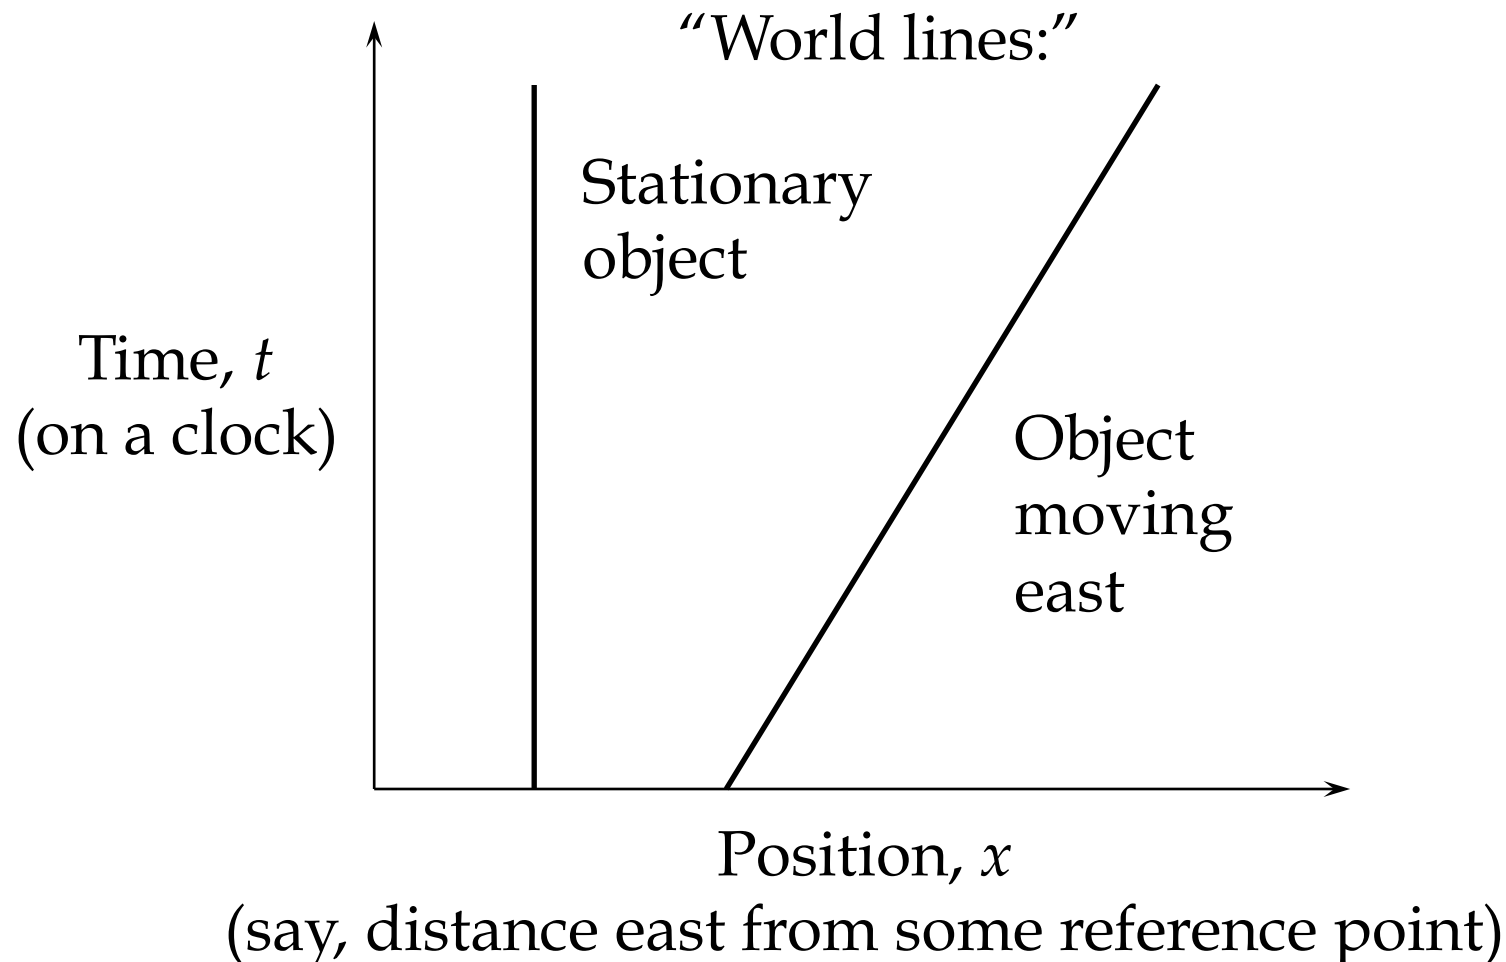 “World lines:”
Stationary
object
Time, t
(on a clock)
Object
moving
east
Position, x
(say, distance east from some reference point)